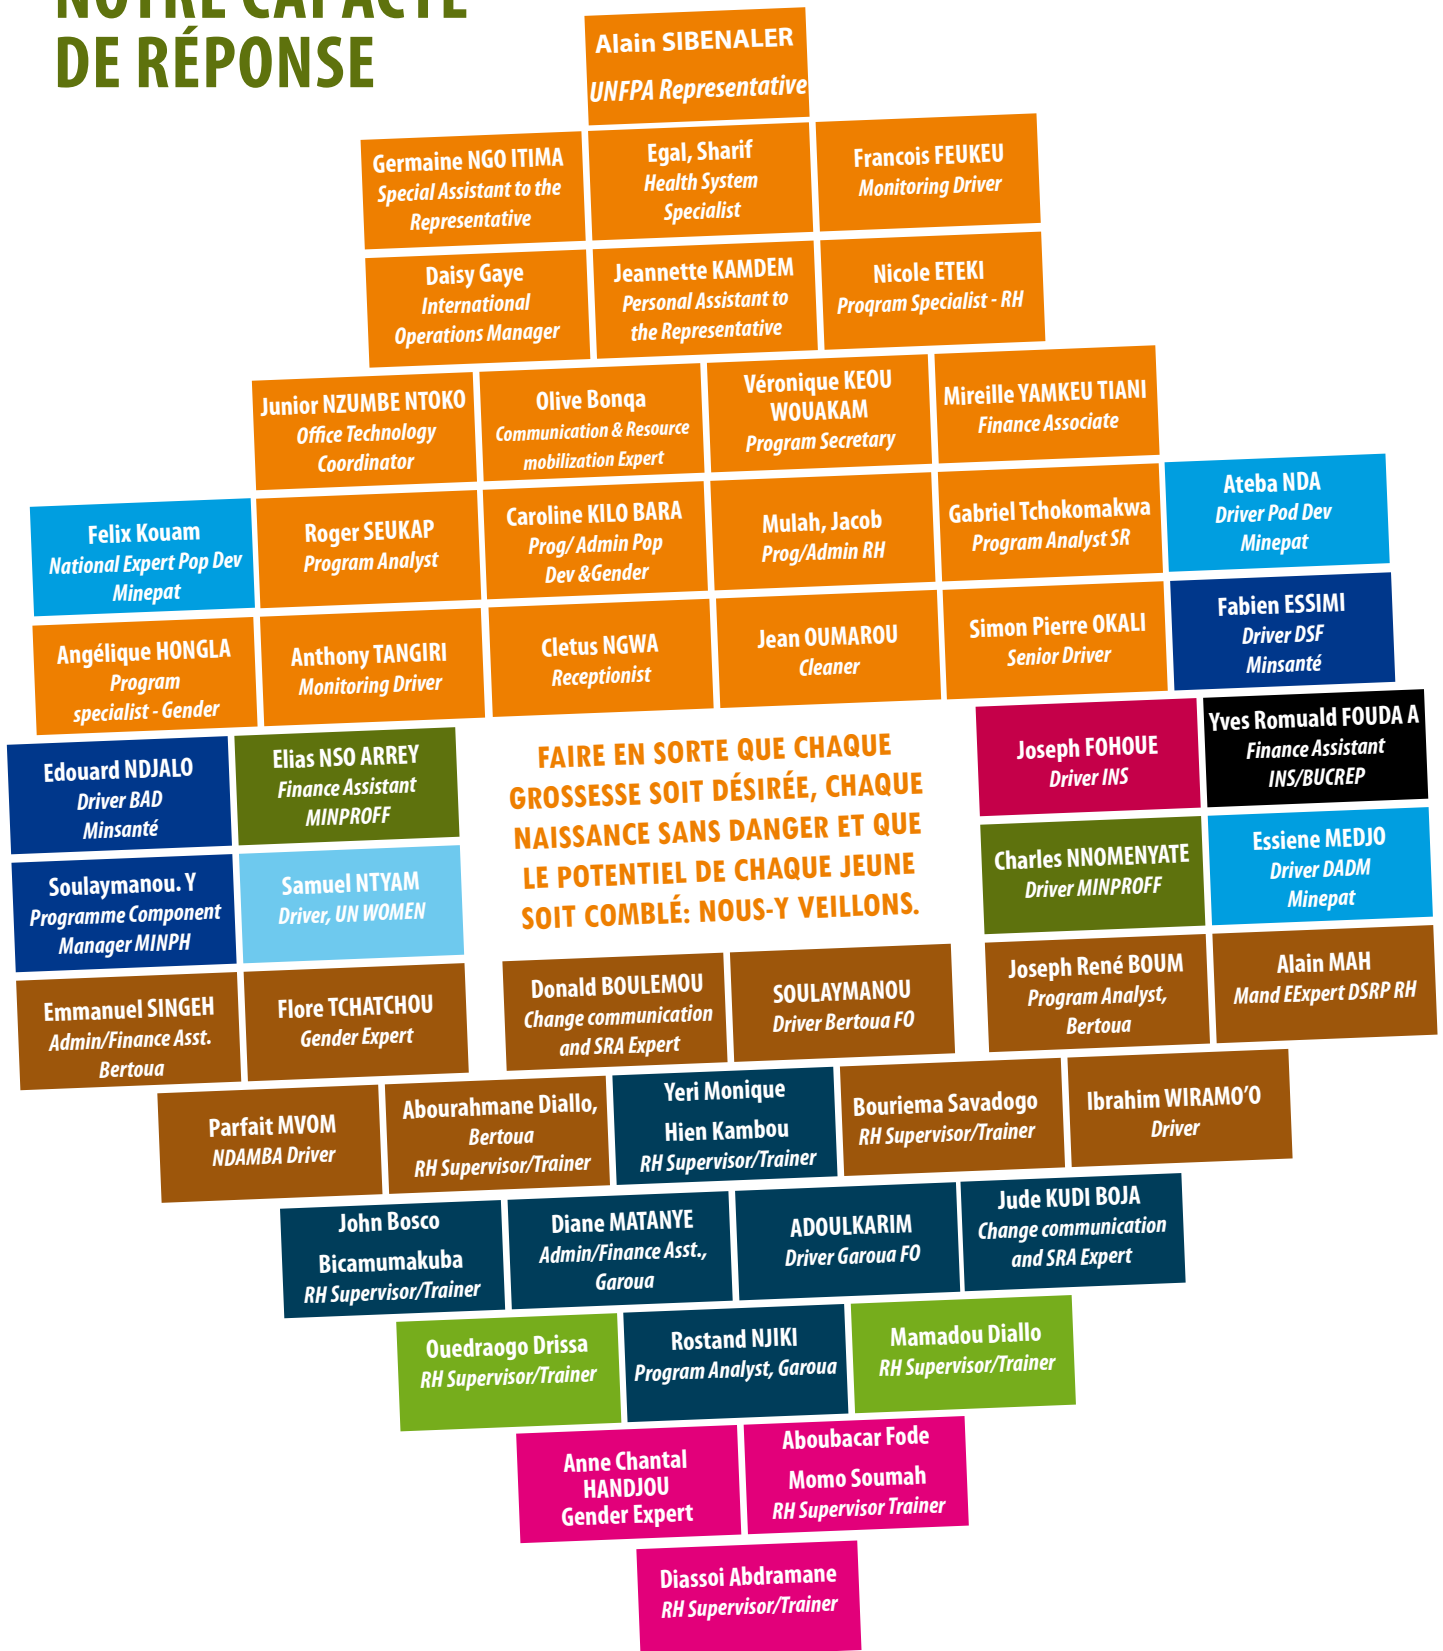 NOTRE CAPACTÉ
DE RÉPONSE
Alain SIBENALER
UNFPA Representative
Germaine NGO ITIMA
Special Assistant to the
Representative
Egal, Sharif
Health System
Specialist
Francois FEUKEU
Monitoring Driver
Daisy Gaye
International
Operations Manager
Jeannette KAMDEM
Personal Assistant to
the Representative
Nicole ETEKI
Proqram Specialist - RH
Junior NZUMBE NTOKO
Office Technology
Coordinator
Olive Bonqa
Communication & Resource
mobilization Expert
Véronique KEOU
WOUAKAM
Program Secretary
Mireille YAMKEU TIANI
Finance Associate
Felix Kouam
National Expert Pop Dev
Minepat
Roger SEUKAP
Program Analyst
Caroline KILO BARA
Prog/ Admin Pop
Dev &Gender
Mulah, Jacob
Prog/Admin RH
Gabriel Tchokomakwa
Program Analyst SR
Ateba NDA
Driver Pod Dev
Minepat
Angélique HONGLA
Program
specialist - Gender
Anthony TANGIRI
Monitoring Driver
Cletus NGWA
Receptionist
Jean OUMAROU
Cleaner
Simon Pierre OKALI
Senior Driver
Fabien ESSIMI
Driver DSF
Minsanté
Edouard NDJALO
Driver BAD
Minsanté
Elias NSO ARREY
Finance Assistant
MINPROFF
FAIRE EN SORTE QUE CHAQUE
GROSSESSE SOIT DÉSIRÉE, CHAQUE
NAISSANCE SANS DANGER ET QUE
LE POTENTIEL DE CHAQUE JEUNE
SOIT COMBLÉ: NOUS-Y VEILLONS.
Joseph FOHOUE
Driver INS
Yves Romuald FOUDA A
Finance Assistant
INS/BUCREP
Soulaymanou. Y
Programme Component
Manager MINPH
Samuel NTYAM
Driver, UN WOMEN
Charles NNOMENYATE
Driver MINPROFF
Essiene MEDJO
Driver DADM
Minepat
Emmanuel SINGEH
Admin/Finance Asst.
Bertoua
Flore TCHATCHOU
Gender Expert
Donald BOULEMOU
Change communication
and SRA Expert
SOULAYMANOU
Driver Bertoua FO
Joseph René BOUM
Program Analyst,
Bertoua
Alain MAH
Mand EExpert DSRP RH
Parfait MVOM
NDAMBA Driver
Abourahmane Diallo,
Bertoua
RH Supervisor/Trainer
Yeri Monique
Hien Kambou
RH Supervisor/Trainer
Bouriema Savadogo
RH Supervisor/Trainer
Ibrahim WIRAMO’O
Driver
John Bosco
Bicamumakuba
RH Supervisor/Trainer
Diane MATANYE
Admin/Finance Asst.,
Garoua
ADOULKARIM
Driver Garoua FO
Jude KUDI BOJA
Change communication
and SRA Expert
Ouedraogo Drissa
RH Supervisor/Trainer
Rostand NJIKI
Program Analyst, Garoua
Mamadou Diallo
RH Supervisor/Trainer
Anne Chantal
HANDJOU
Gender Expert
Aboubacar Fode
Momo Soumah
RH Supervisor Trainer
Diassoi Abdramane
RH Supervisor/Trainer